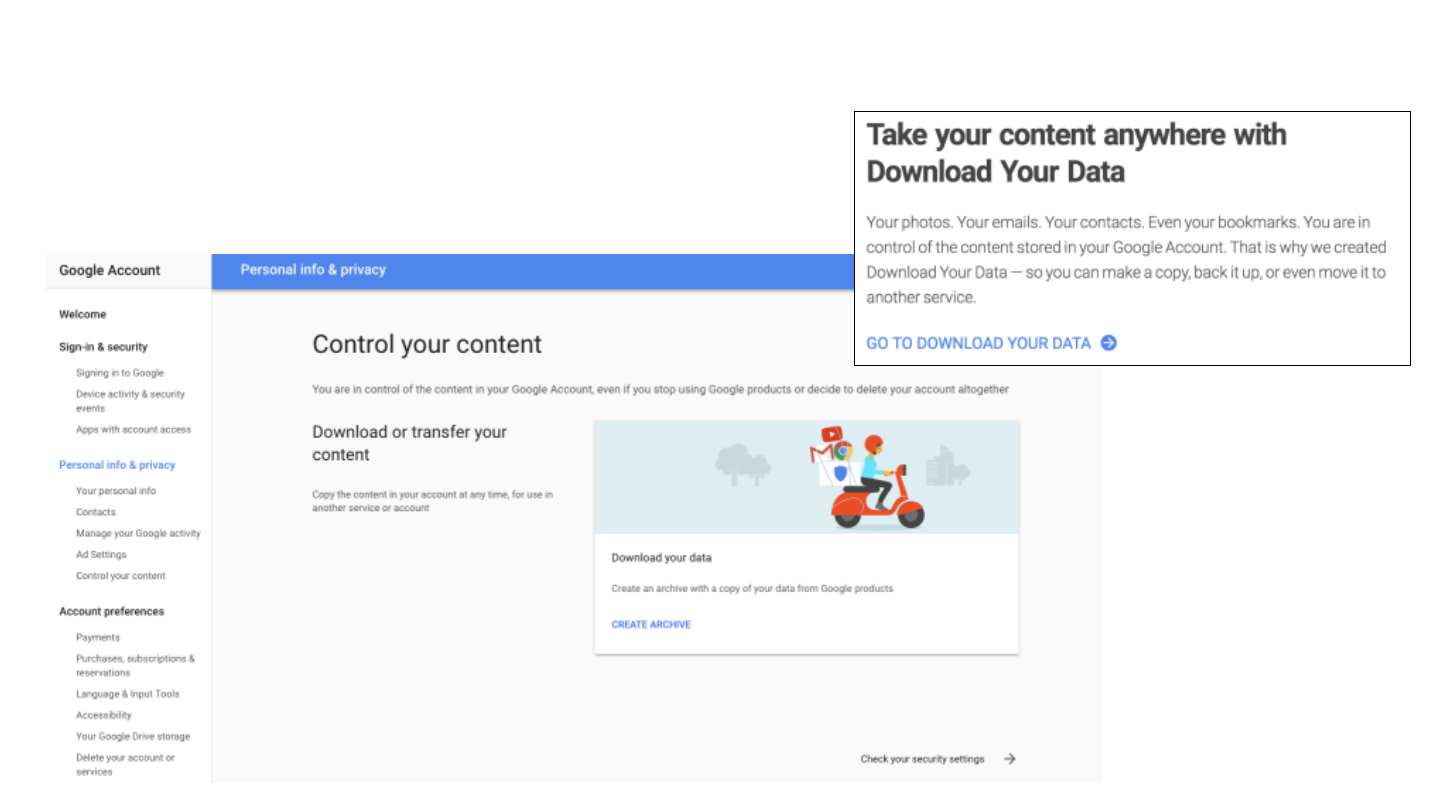 Take your content anywhere with
Download Your Data
Your photos. Your emails. Your contacts. Even your bookmarks. You are in
control of the content stored in your Google Account. That is why we created
Download Your Data — so you can make a copy, back it up, or even move it to
another service.
GO TO DOWNLOAD YOUR DATA
Google Account
Welcome
Sign-in & security
Signing in to Google
Device activity & security
events
Apps with account access
Personal info & privacy
Your personal info
Contacts
Manage your Google activity
Ad Settings
Control your content
Account preferences
Payments
Purchases, subscriptions &
reservations
Language & Input Tools
Accessibility
Your Google Drive storage
Delete your account or
services
Personal info & privacy
Control your content
You are in control of the content in your Google Account, even if you stop using Google products or decide to delete your account altogether
Download or transfer your
content
Copy the content in your account at any time, for use in
another service or account
Download your data
Create an archive with a copy of your data from Google products
CREATE ARCHIVE
Check your security settings